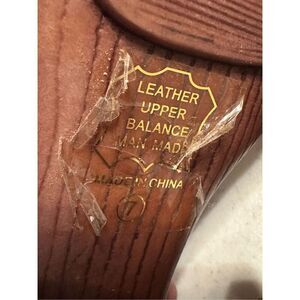 LEATHER
UPPER
BALANCE
MAN MADE
MADE IN CHINA
7